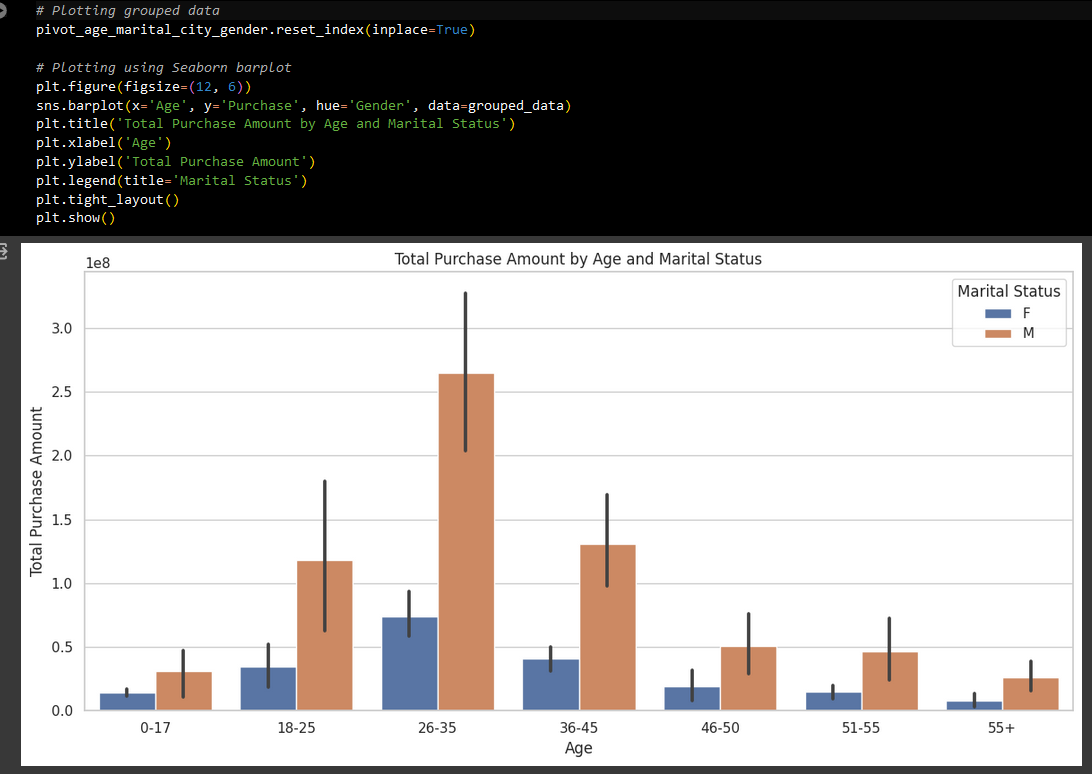 # Plotting grouped data
pivot_age_marital_city_gender.reset_index(inplace=True)
# Plotting using Seaborn barplot
plt.figure(figsize=(12, 6))
sns.barplot(x='Age', y='Purchase', hue='Gender', data=grouped_data)
plt.title('Total Purchase Amount by Age and Marital Status')
plt.xlabel('Age')
plt.ylabel('Total Purchase Amount')
plt.legend(title='Marital Status')
plt.tight_layout()
plt.show()
Total Purchase Amount by Age and Marital Status
1e8
Marital Status
F
M
3.0
2.5
2.0
1.5
1.0
0.5
0.0
Total Purchase Amount
0-17 18-25 26-35 36-45 46-50 51-55 55+
Age